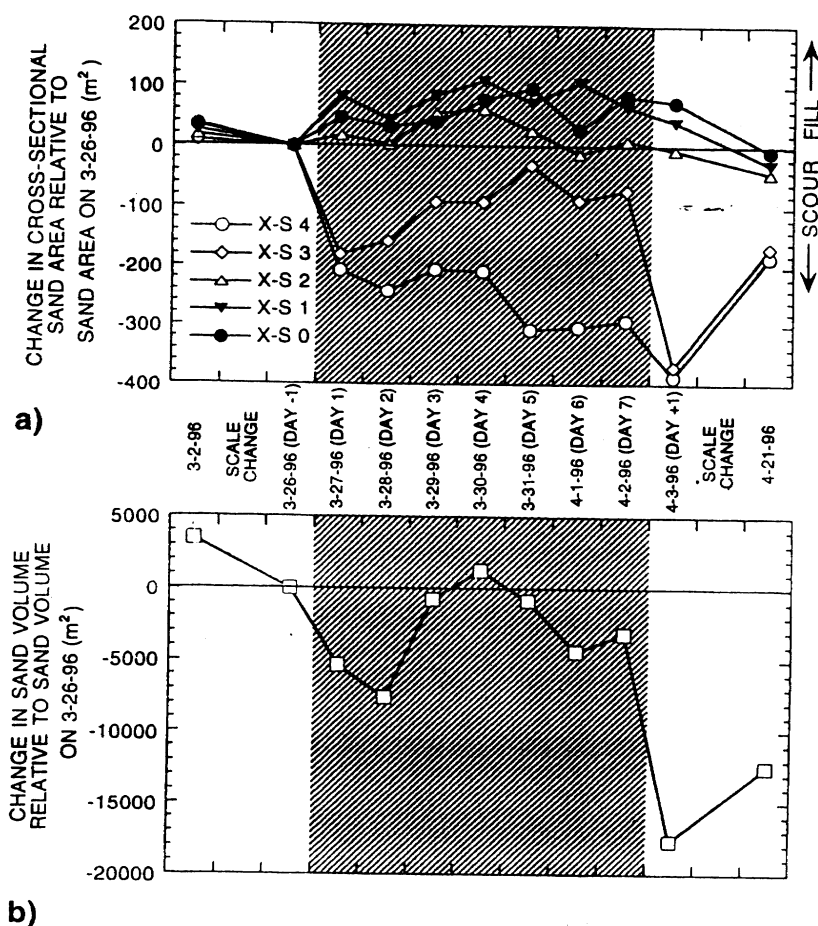 200
100
0
-100
-200
-300
-400
CHANGE IN CROSS-SECTIONAL
SAND AREA RELATIVE TO
SAND AREA ON 3-26-96 (m²)
X-S 4
X-S 3
X-S 2
X-S 1
X-S 0
SCOUR FILL
a)
3-2-96
SCALE
CHANGE
3-26-96 (DAY -1)
3-27-96 (DAY 1)
3-28-96 (DAY 2)
3-29-96 (DAY 3)
3-30-96 (DAY 4)
3-31-96 (DAY 5)
4-1-96 (DAY 6)
4-2-96 (DAY 7)
4-3-96 (DAY +1)
SCALE
CHANGE
4-21-96
5000
0
-5000
-10000
-15000
-20000
CHANGE IN SAND VOLUME
RELATIVE TO SAND VOLUME
ON 3-26-96 (m²)
b)